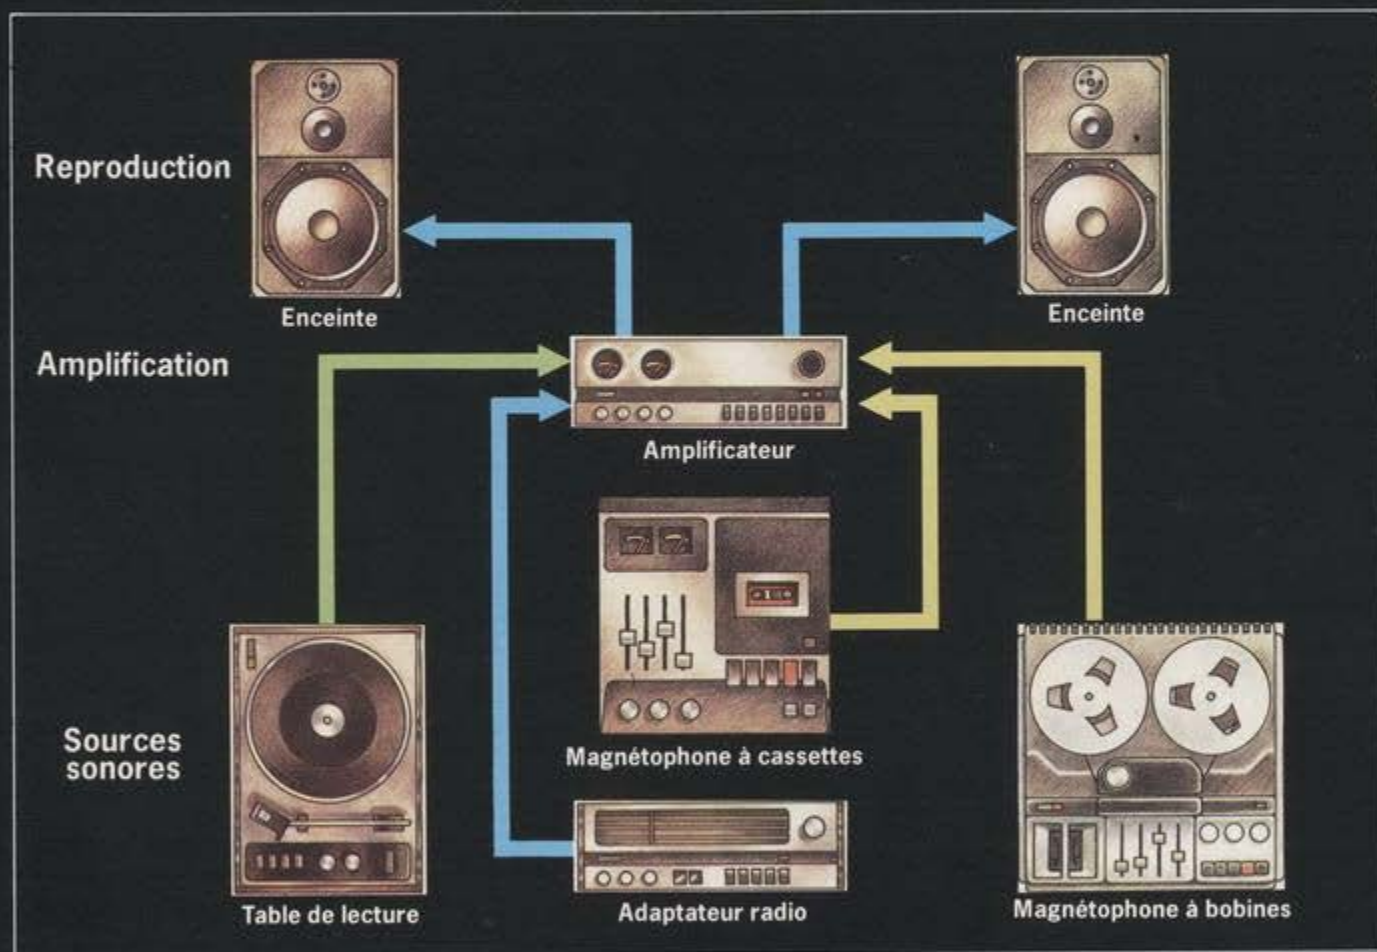 Reproduction
Enceinte
Enceinte
Amplification
Amplificateur
Magnétophone à cassettes
Sources
sonores
Table de lecture
Adaptateur radio
Magnétophone à bobines